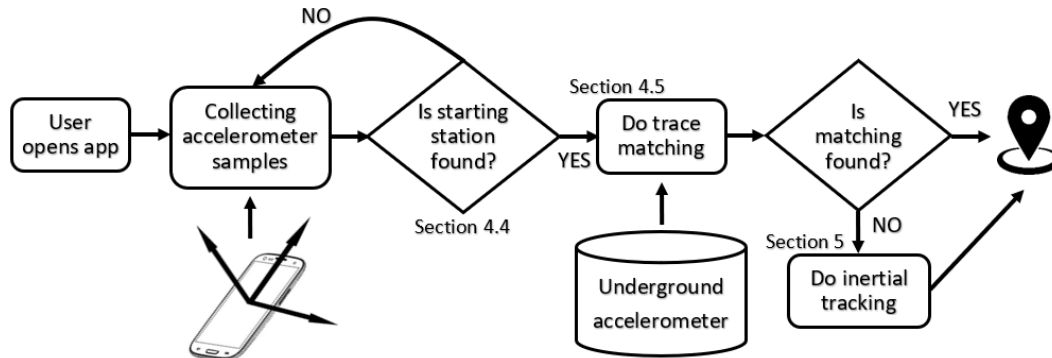 NO
User
opens app
Collecting
accelerometer
samples
Is starting
station
found?
Section 4.4
YES
Section 4.5
Do trace
matching
Underground
accelerometer
Is
matching
found?
YES
NO
Section 5
Do inertial
tracking